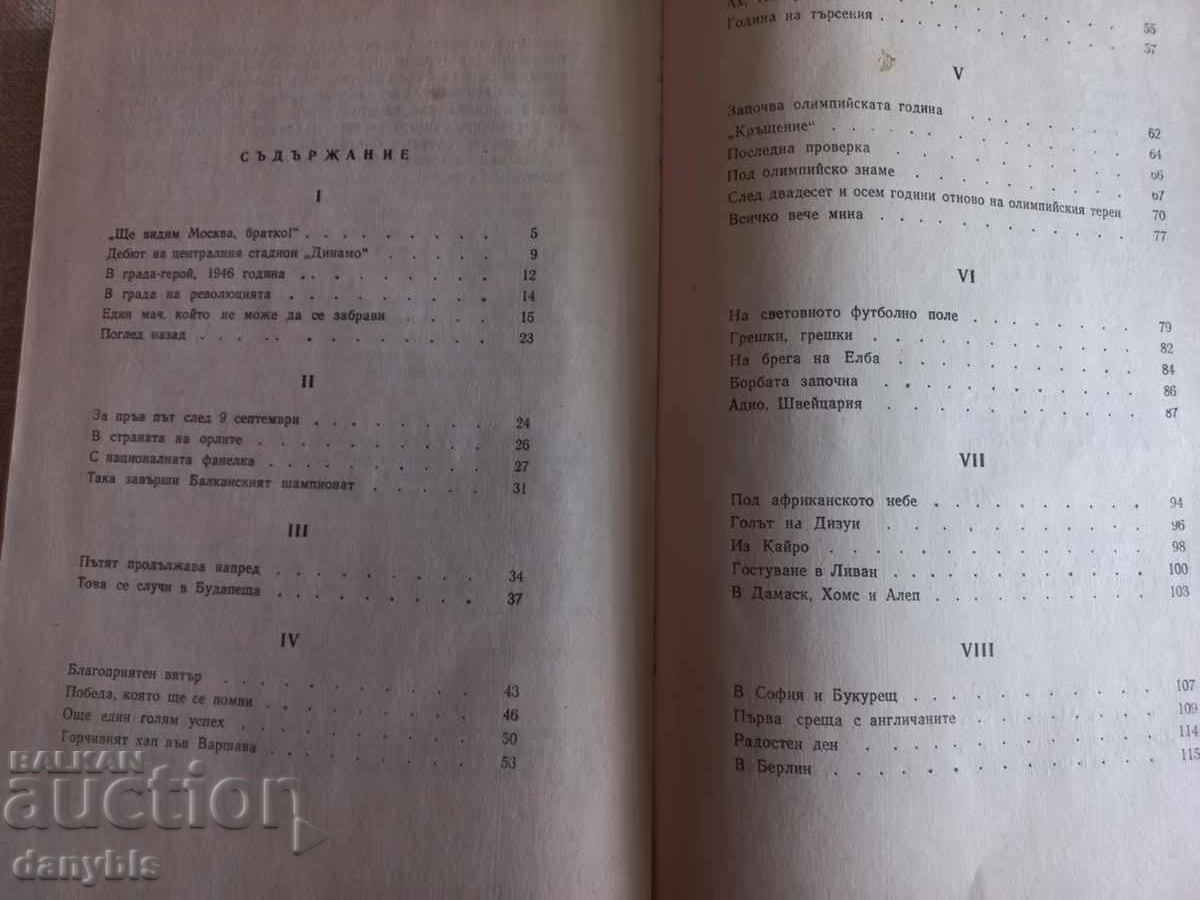 СЪДЪРЖАНИЕ
I
„Ще видим Москва, братко!“ 5
Дебют на централния стадион „Динамо“ 9
В града-герой, 1946 година 12
В града на революцията 14
Един мач, който не може да се забрави 15
Поглед назад 23
II
За пръв път след 9 септември 24
В страната на орлите 26
С националната фанелка 27
Така завърши Балканският шампионат 31
III
Пътят продължава напред 34
Това се случи в Будапеща 37
IV
Благоприятен вятър 43
Победа, която ще се помни 46
Още един голям успех 50
Горчивият хап във Варшава 53
Ах, 55
Година на търсения 57
V
Започва олимпийската година 62
„Кръщение“ 64
Последна проверка 66
Под олимпийско знаме 67
След двадесет и осем години отново на олимпийския терен 70
Всичко вече мина 77
VI
На световното футболно поле 79
Грешки, грешки 82
На брега на Елба 84
Борбата започна 86
Адио, Швейцария 87
VII
Под африканското небе 94
Голът на Дизуи 96
Из Кайро 98
Гостуване в Ливан 100
В Дамаск, Хомс и Алеп 103
VIII
В София и Букурещ 107
Първа среща с англичаните 109
Радостен ден 114
В Берлин 115
BALKAN
auction
danybls